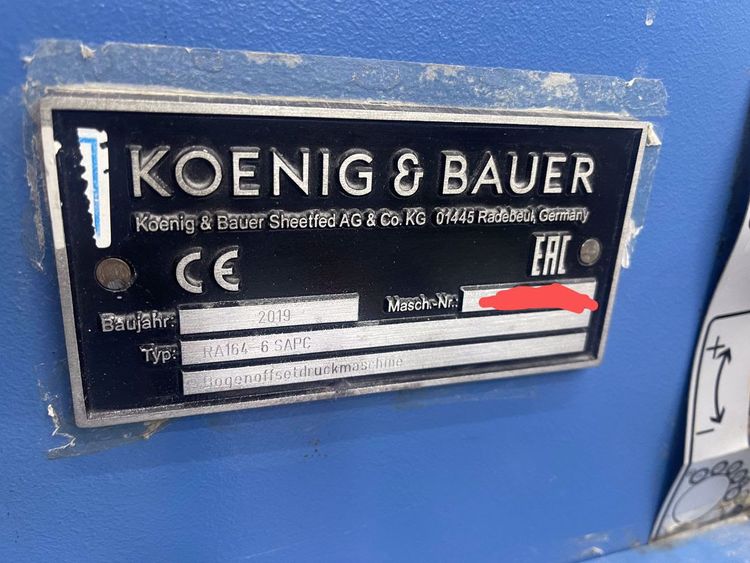 KOENIG & BAUER
Koenig & Bauer Sheetfed AG & Co. KG 01445 Radebeul, Germany
CE EAC
Baujahr: 2019 Masch.-Nr.:
Typ: RA164-6 SAPC
Bogenoffsetdruckmaschine
+
-